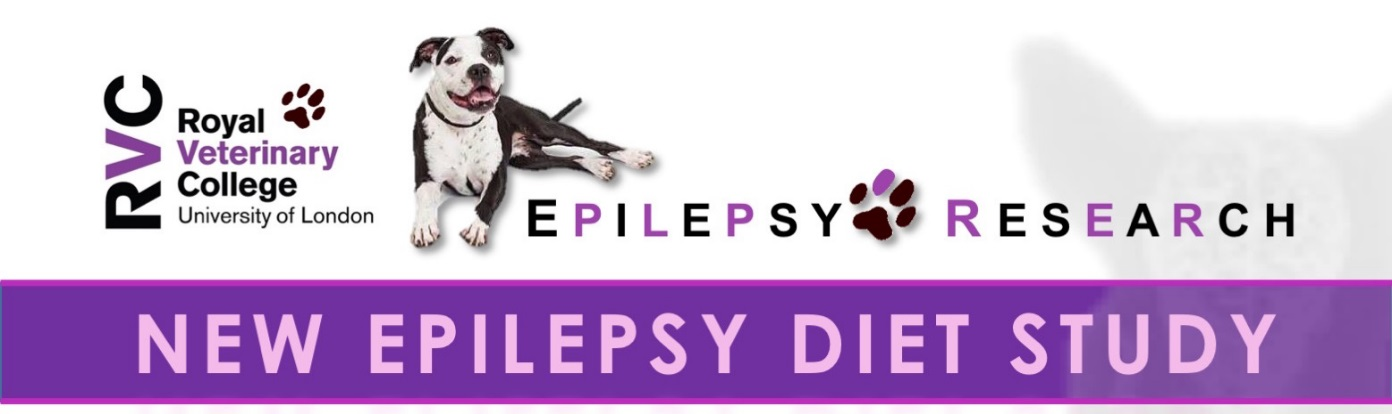 RVC
Royal
Veterinary
College
University of London
EPILEPSY RESEARCH
NEW EPILEPSY DIET STUDY